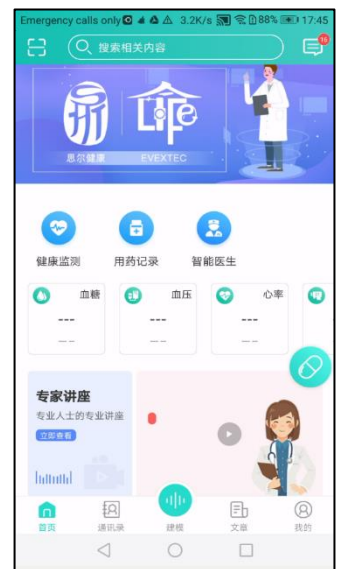 Emergency calls only 3.2K/s 88% 17:45
搜索相关内容
16
Life
恩尔健康 EVEXTEC
健康监测 用药记录 智能医生
血糖 血压 心率
--- --- ---
-- -- --
专家讲座
专业人士的专业讲座
立即查看
首页 通讯录 建模 文章 我的